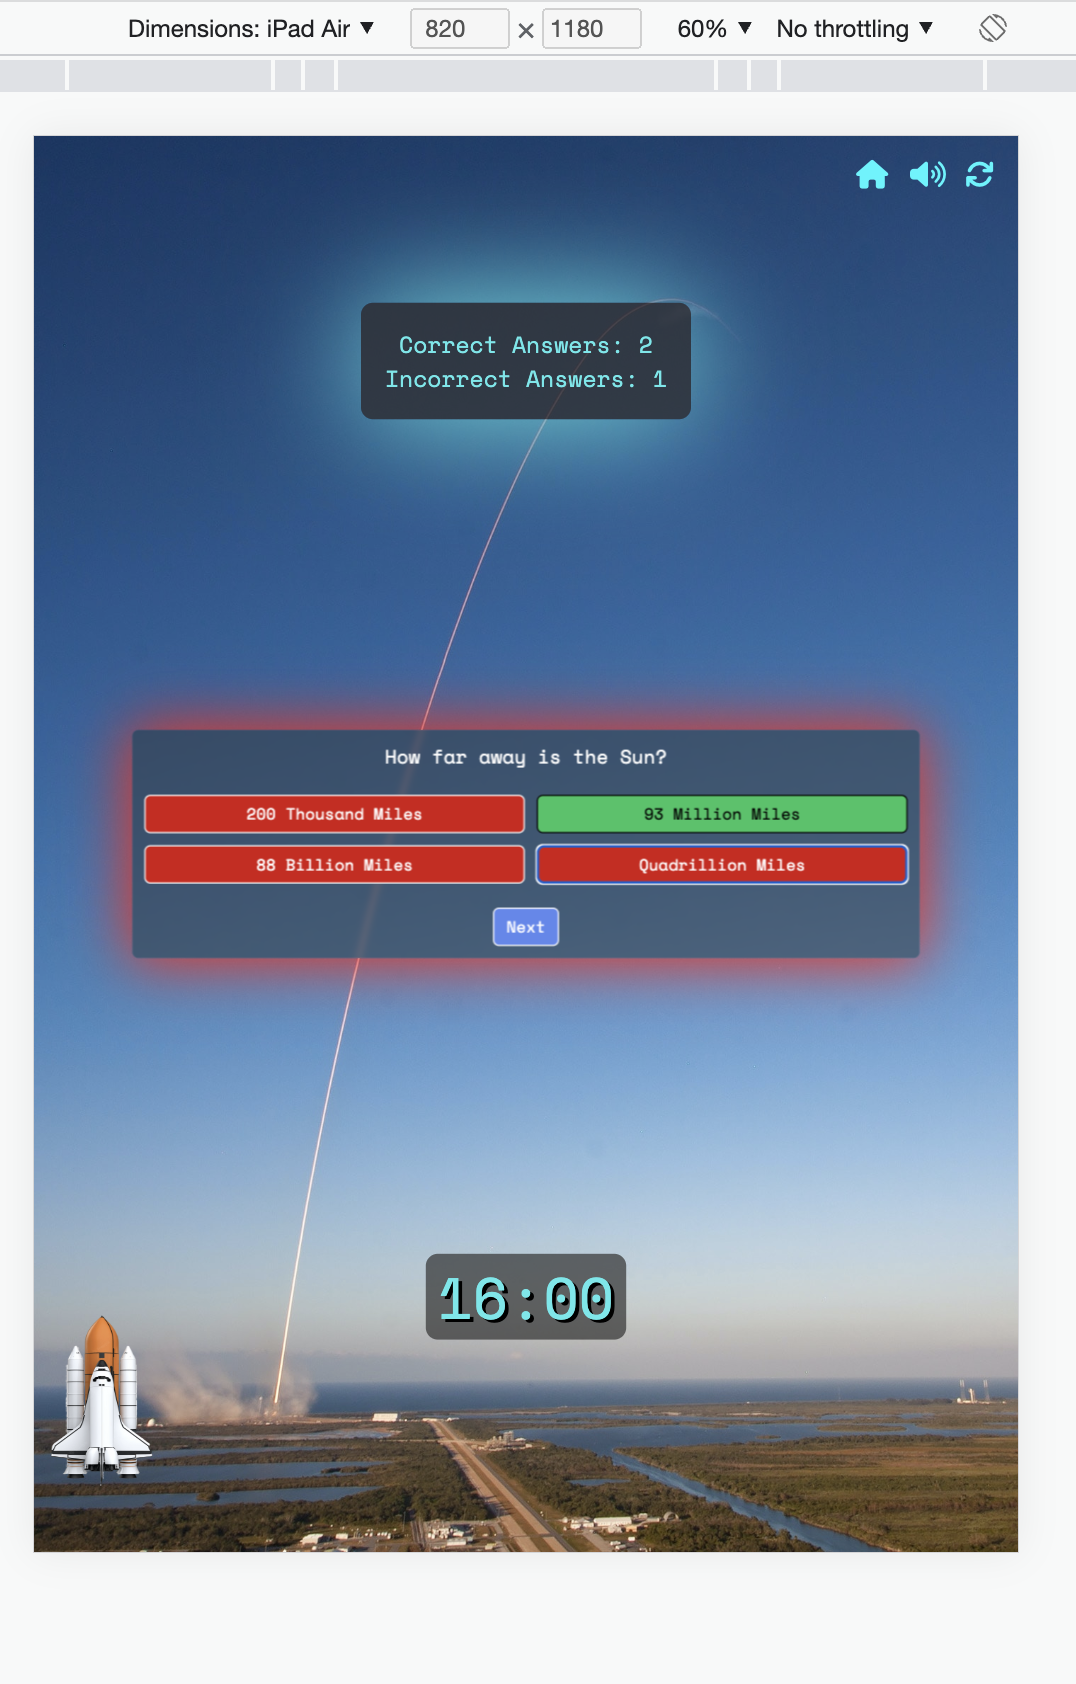 Dimensions: iPad Air ▼ 820 × 1180 60% ▼ No throttling ▼
Correct Answers: 2
Incorrect Answers: 1
How far away is the Sun?
200 Thousand Miles
93 Million Miles
88 Billion Miles
Quadrillion Miles
Next
16:00